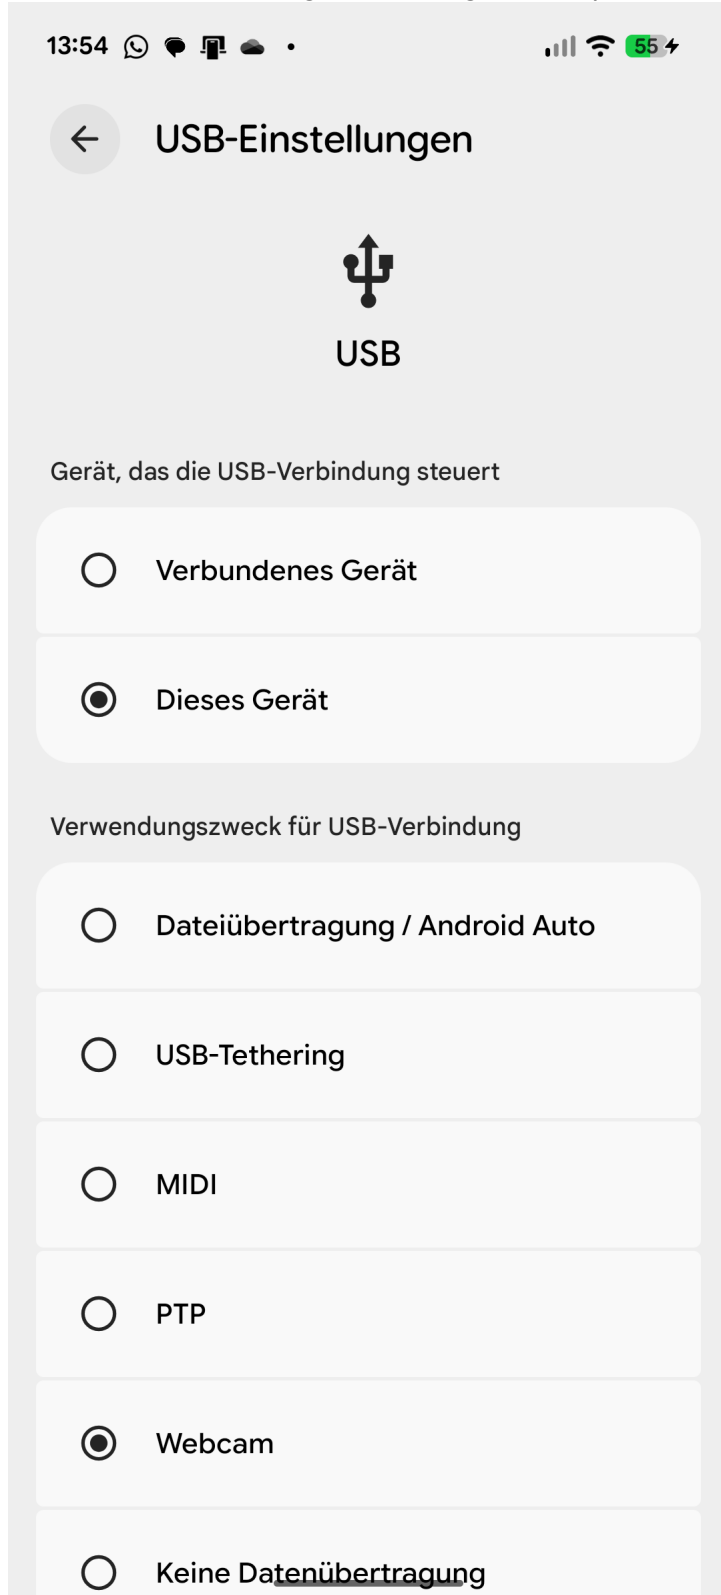 13:54
55
USB-Einstellungen
USB
Gerät, das die USB-Verbindung steuert
Verbundenes Gerät
Dieses Gerät
Verwendungszweck für USB-Verbindung
Dateiübertragung / Android Auto
USB-Tethering
MIDI
PTP
Webcam
Keine Datenübertragung